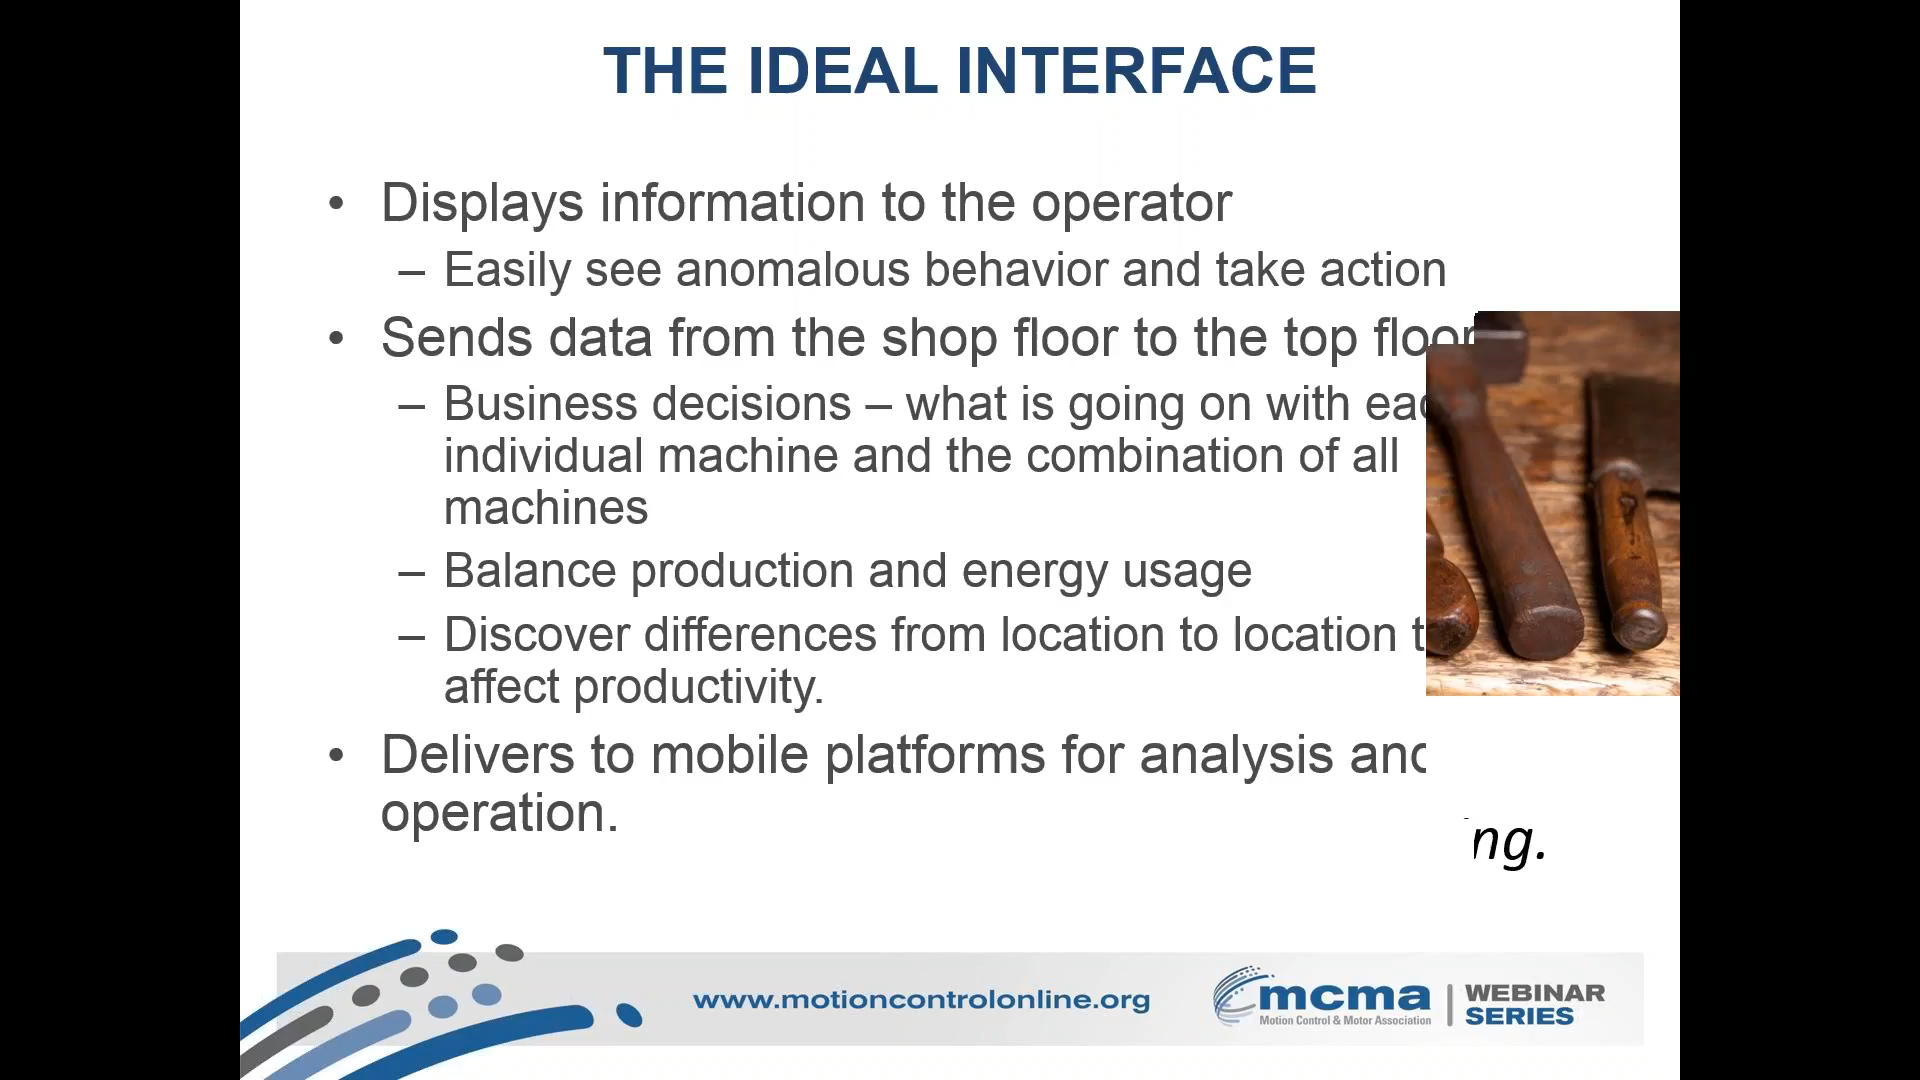 THE IDEAL INTERFACE
• Displays information to the operator
– Easily see anomalous behavior and take action
• Sends data from the shop floor to the top floor
– Business decisions – what is going on with
individual machine and the combination of all
machines
– Balance production and energy usage
– Discover differences from location to location
affect productivity.
• Delivers to mobile platforms for analysis and
operation.
ng.
www.motioncontrolonline.org
mcma
Motion Control & Motor Association
WEBINAR
SERIES